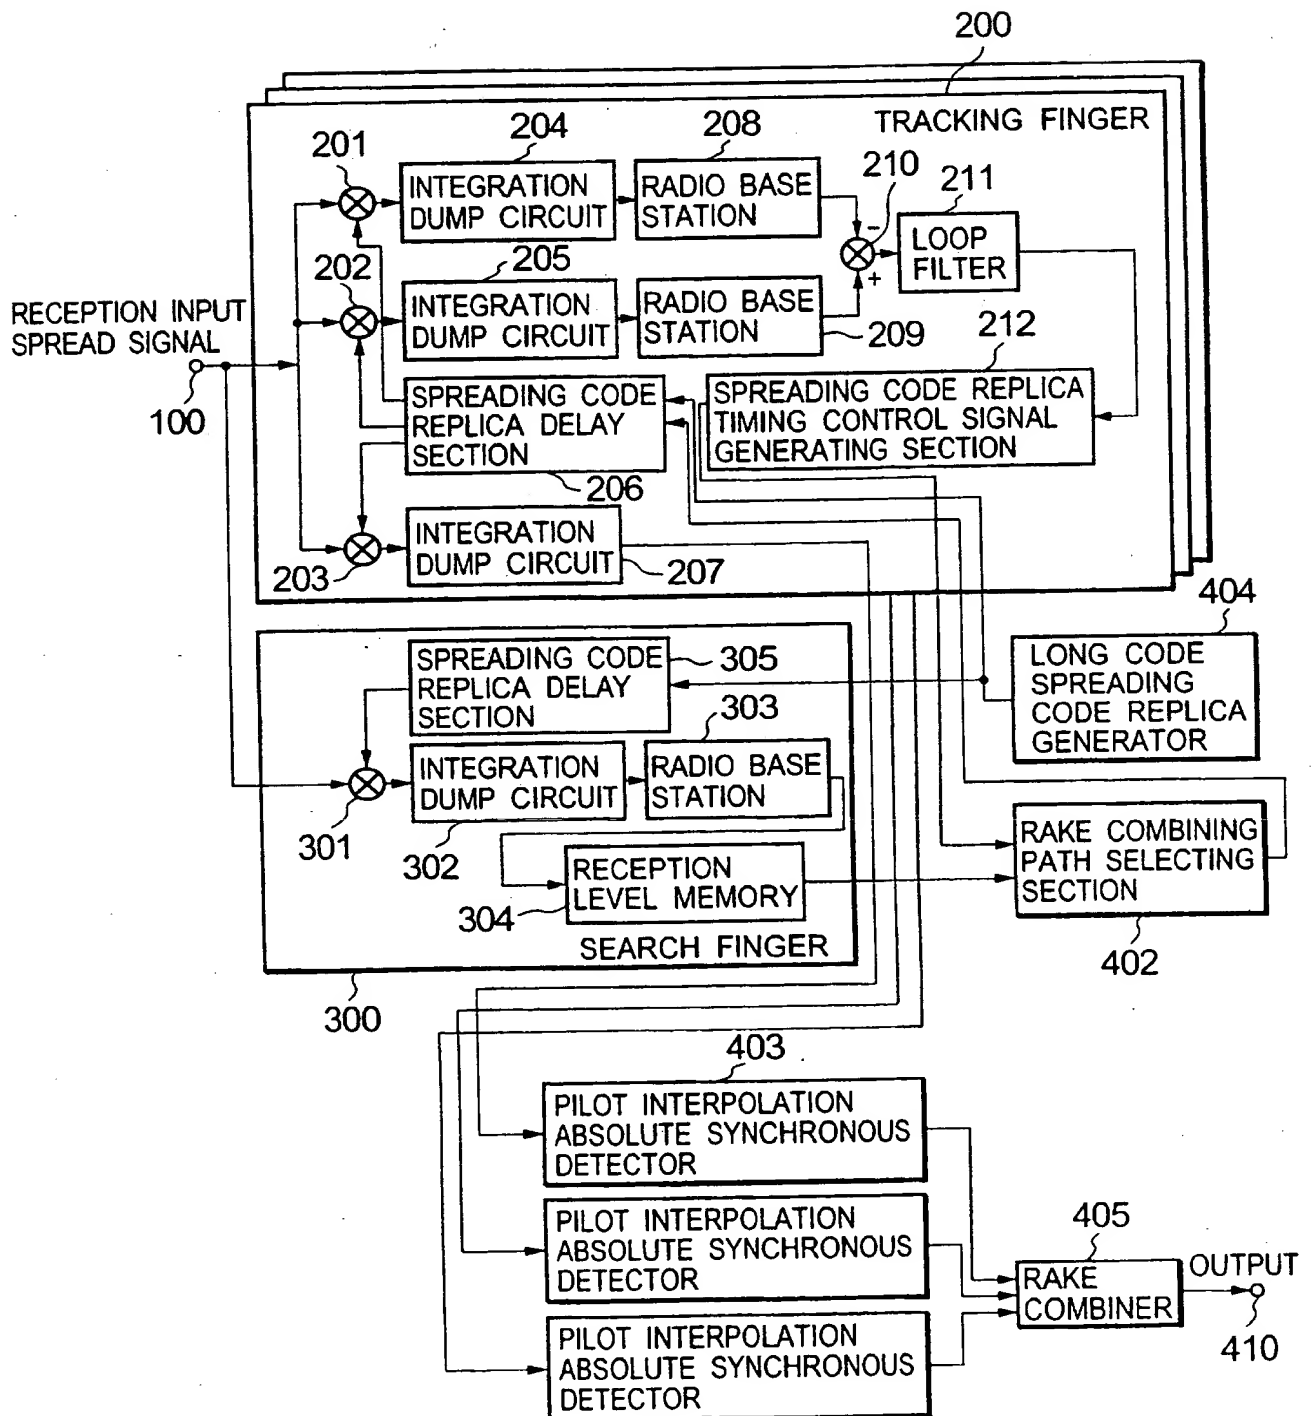 200
TRACKING FINGER
201
204
208
210
211
INTEGRATION
DUMP CIRCUIT
RADIO BASE
STATION
-
+
LOOP
FILTER
202
205
INTEGRATION
DUMP CIRCUIT
RADIO BASE
STATION
209
212
RECEPTION INPUT
SPREAD SIGNAL
100
SPREADING CODE
REPLICA DELAY
SECTION
206
SPREADING CODE REPLICA
TIMING CONTROL SIGNAL
GENERATING SECTION
203
INTEGRATION
DUMP CIRCUIT
207
404
LONG CODE
SPREADING
CODE REPLICA
GENERATOR
SPREADING CODE
REPLICA DELAY
SECTION
305
303
301
INTEGRATION
DUMP CIRCUIT
302
RADIO BASE
STATION
RECEPTION
LEVEL MEMORY
304
SEARCH FINGER
300
RAKE COMBINING
PATH SELECTING
SECTION
402
403
PILOT INTERPOLATION
ABSOLUTE SYNCHRONOUS
DETECTOR
PILOT INTERPOLATION
ABSOLUTE SYNCHRONOUS
DETECTOR
PILOT INTERPOLATION
ABSOLUTE SYNCHRONOUS
DETECTOR
405
RAKE
COMBINER
OUTPUT
410